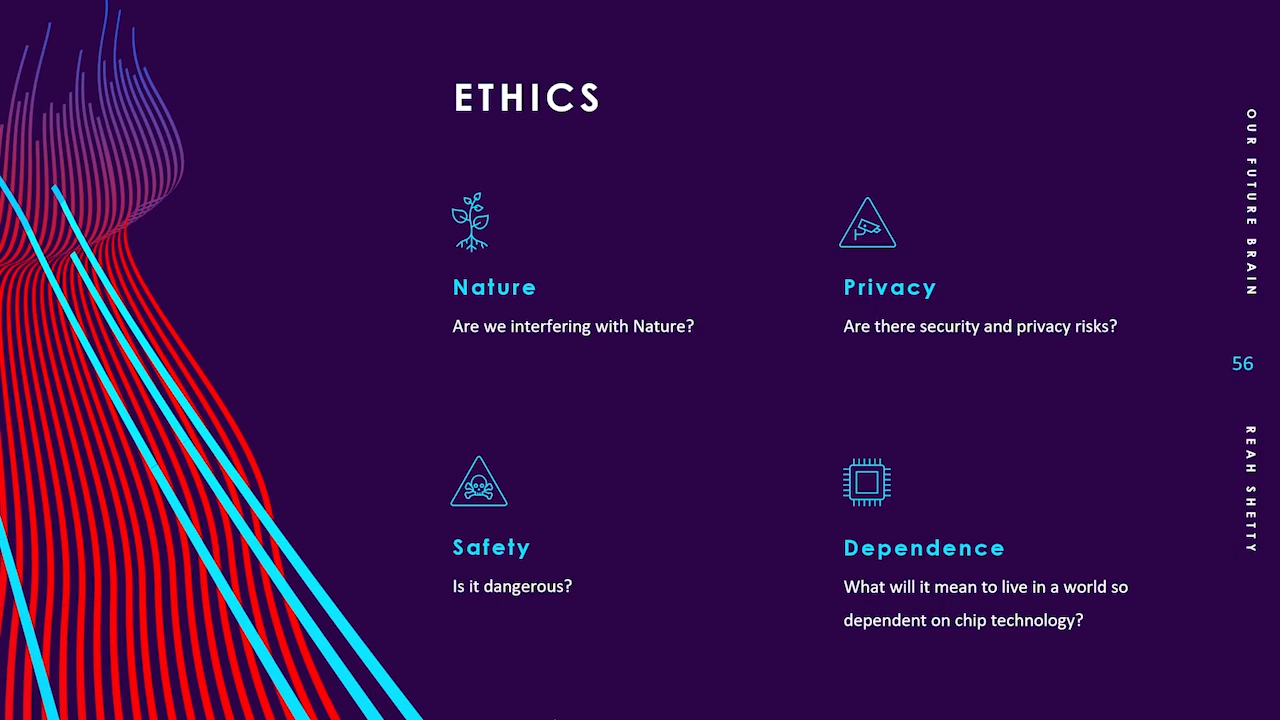 ETHICS
Nature
Are we interfering with Nature?
Privacy
Are there security and privacy risks?
Safety
Is it dangerous?
Dependence
What will it mean to live in a world so
dependent on chip technology?
OUR FUTURE BRAIN
56
REAH SHETTY